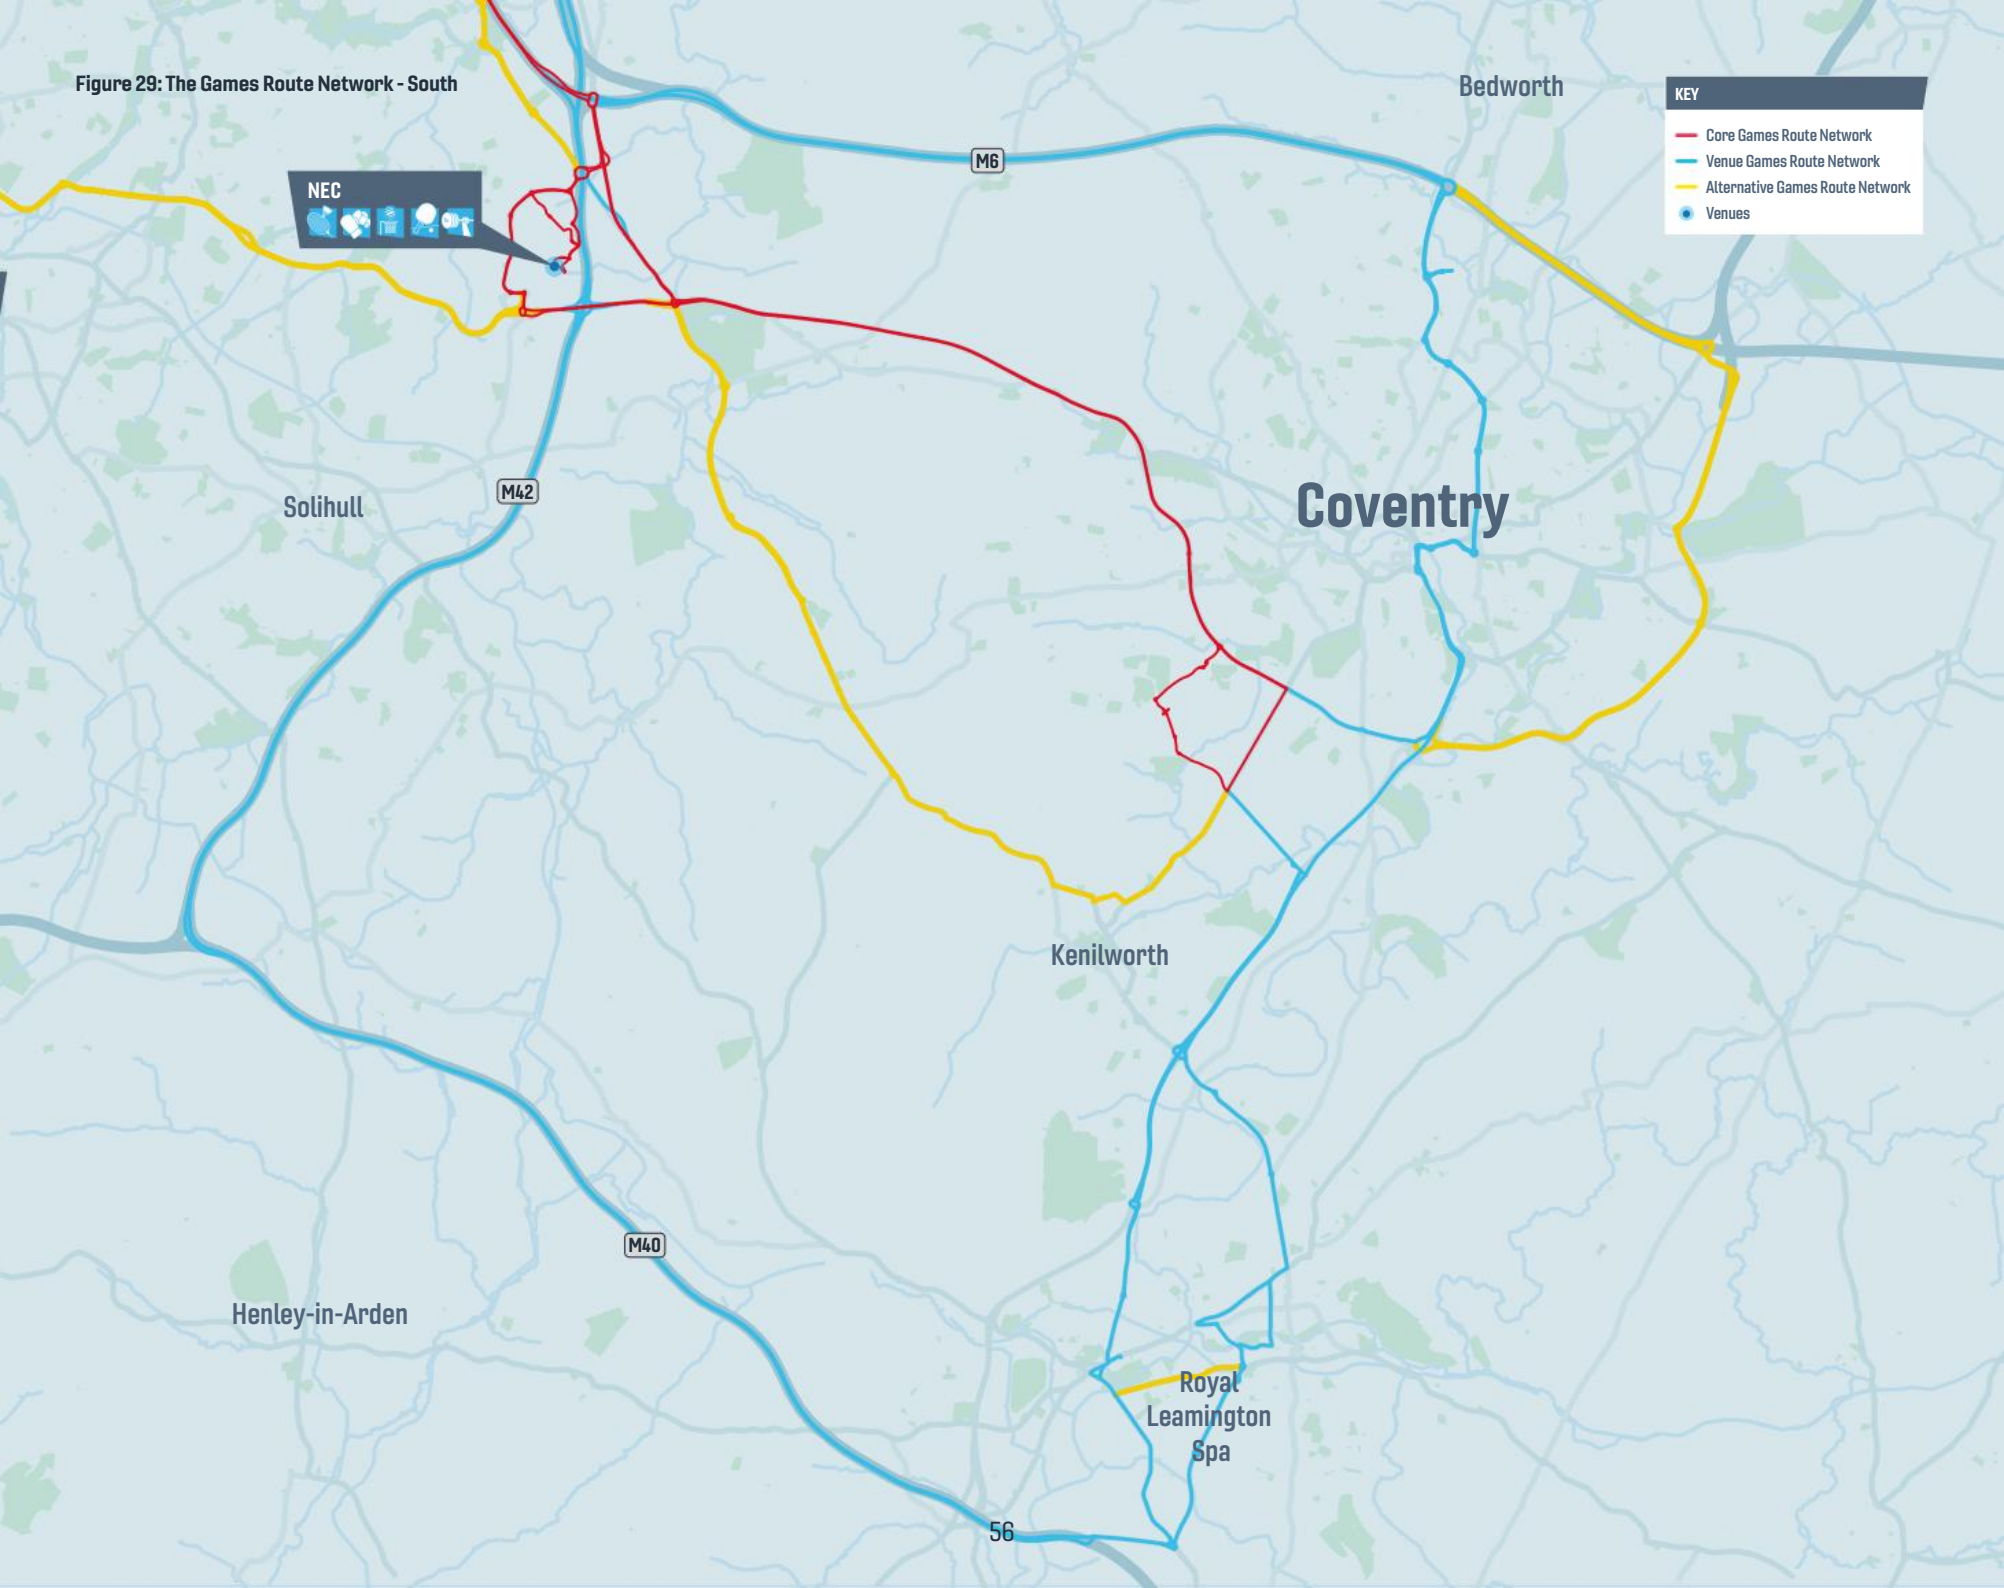 Figure 29: The Games Route Network - South
Bedworth
KEY
Core Games Route Network
Venue Games Route Network
Alternative Games Route Network
Venues
M6
NEC
M42
Solihull
Coventry
Kenilworth
M40
Henley-in-Arden
Royal
Leamington
Spa
56